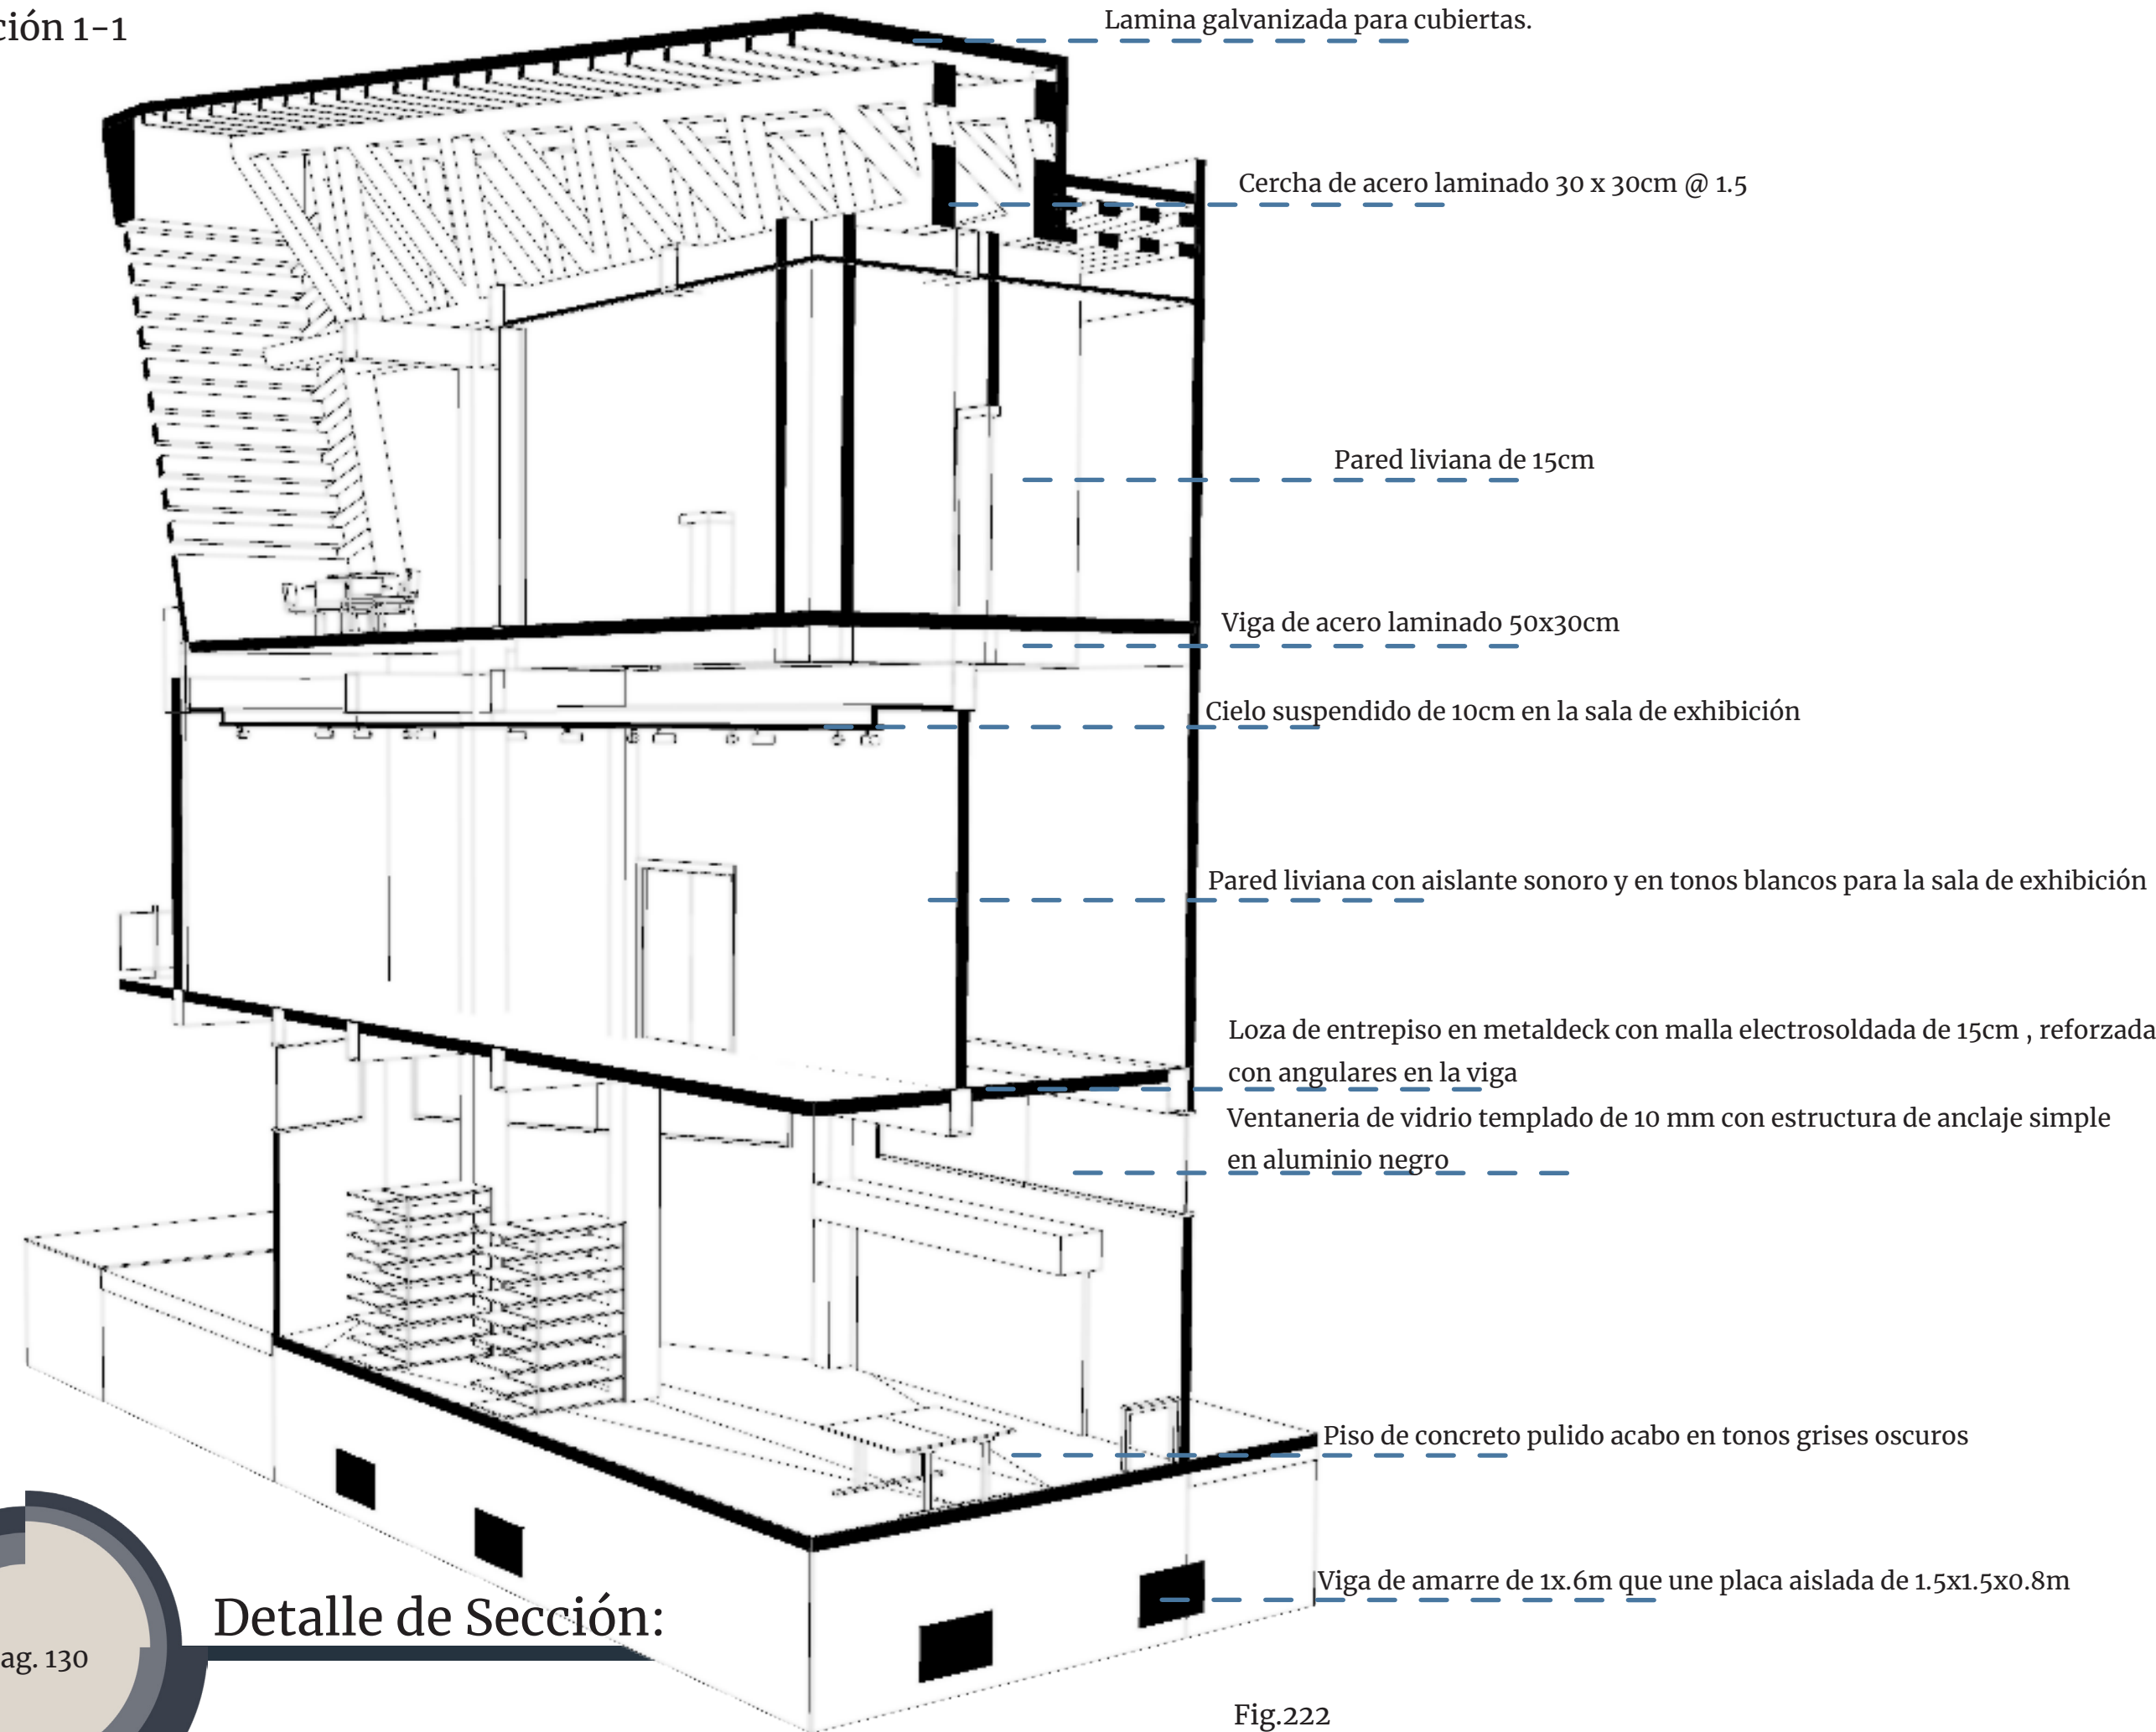 ción 1-1
Lamina galvanizada para cubiertas.
Cercha de acero laminado 30 x 30cm @ 1.5
Pared liviana de 15cm
Viga de acero laminado 50x30cm
Cielo suspendido de 10cm en la sala de exhibición
Pared liviana con aislante sonoro y en tonos blancos para la sala de exhibición
Loza de entrepiso en metaldeck con malla electrosoldada de 15cm , reforzada
con angulares en la viga
Ventaneria de vidrio templado de 10 mm con estructura de anclaje simple
en aluminio negro
Piso de concreto pulido acabo en tonos grises oscuros
Viga de amarre de 1x.6m que une placa aislada de 1.5x1.5x0.8m
Detalle de Sección:
ag. 130
Fig.222